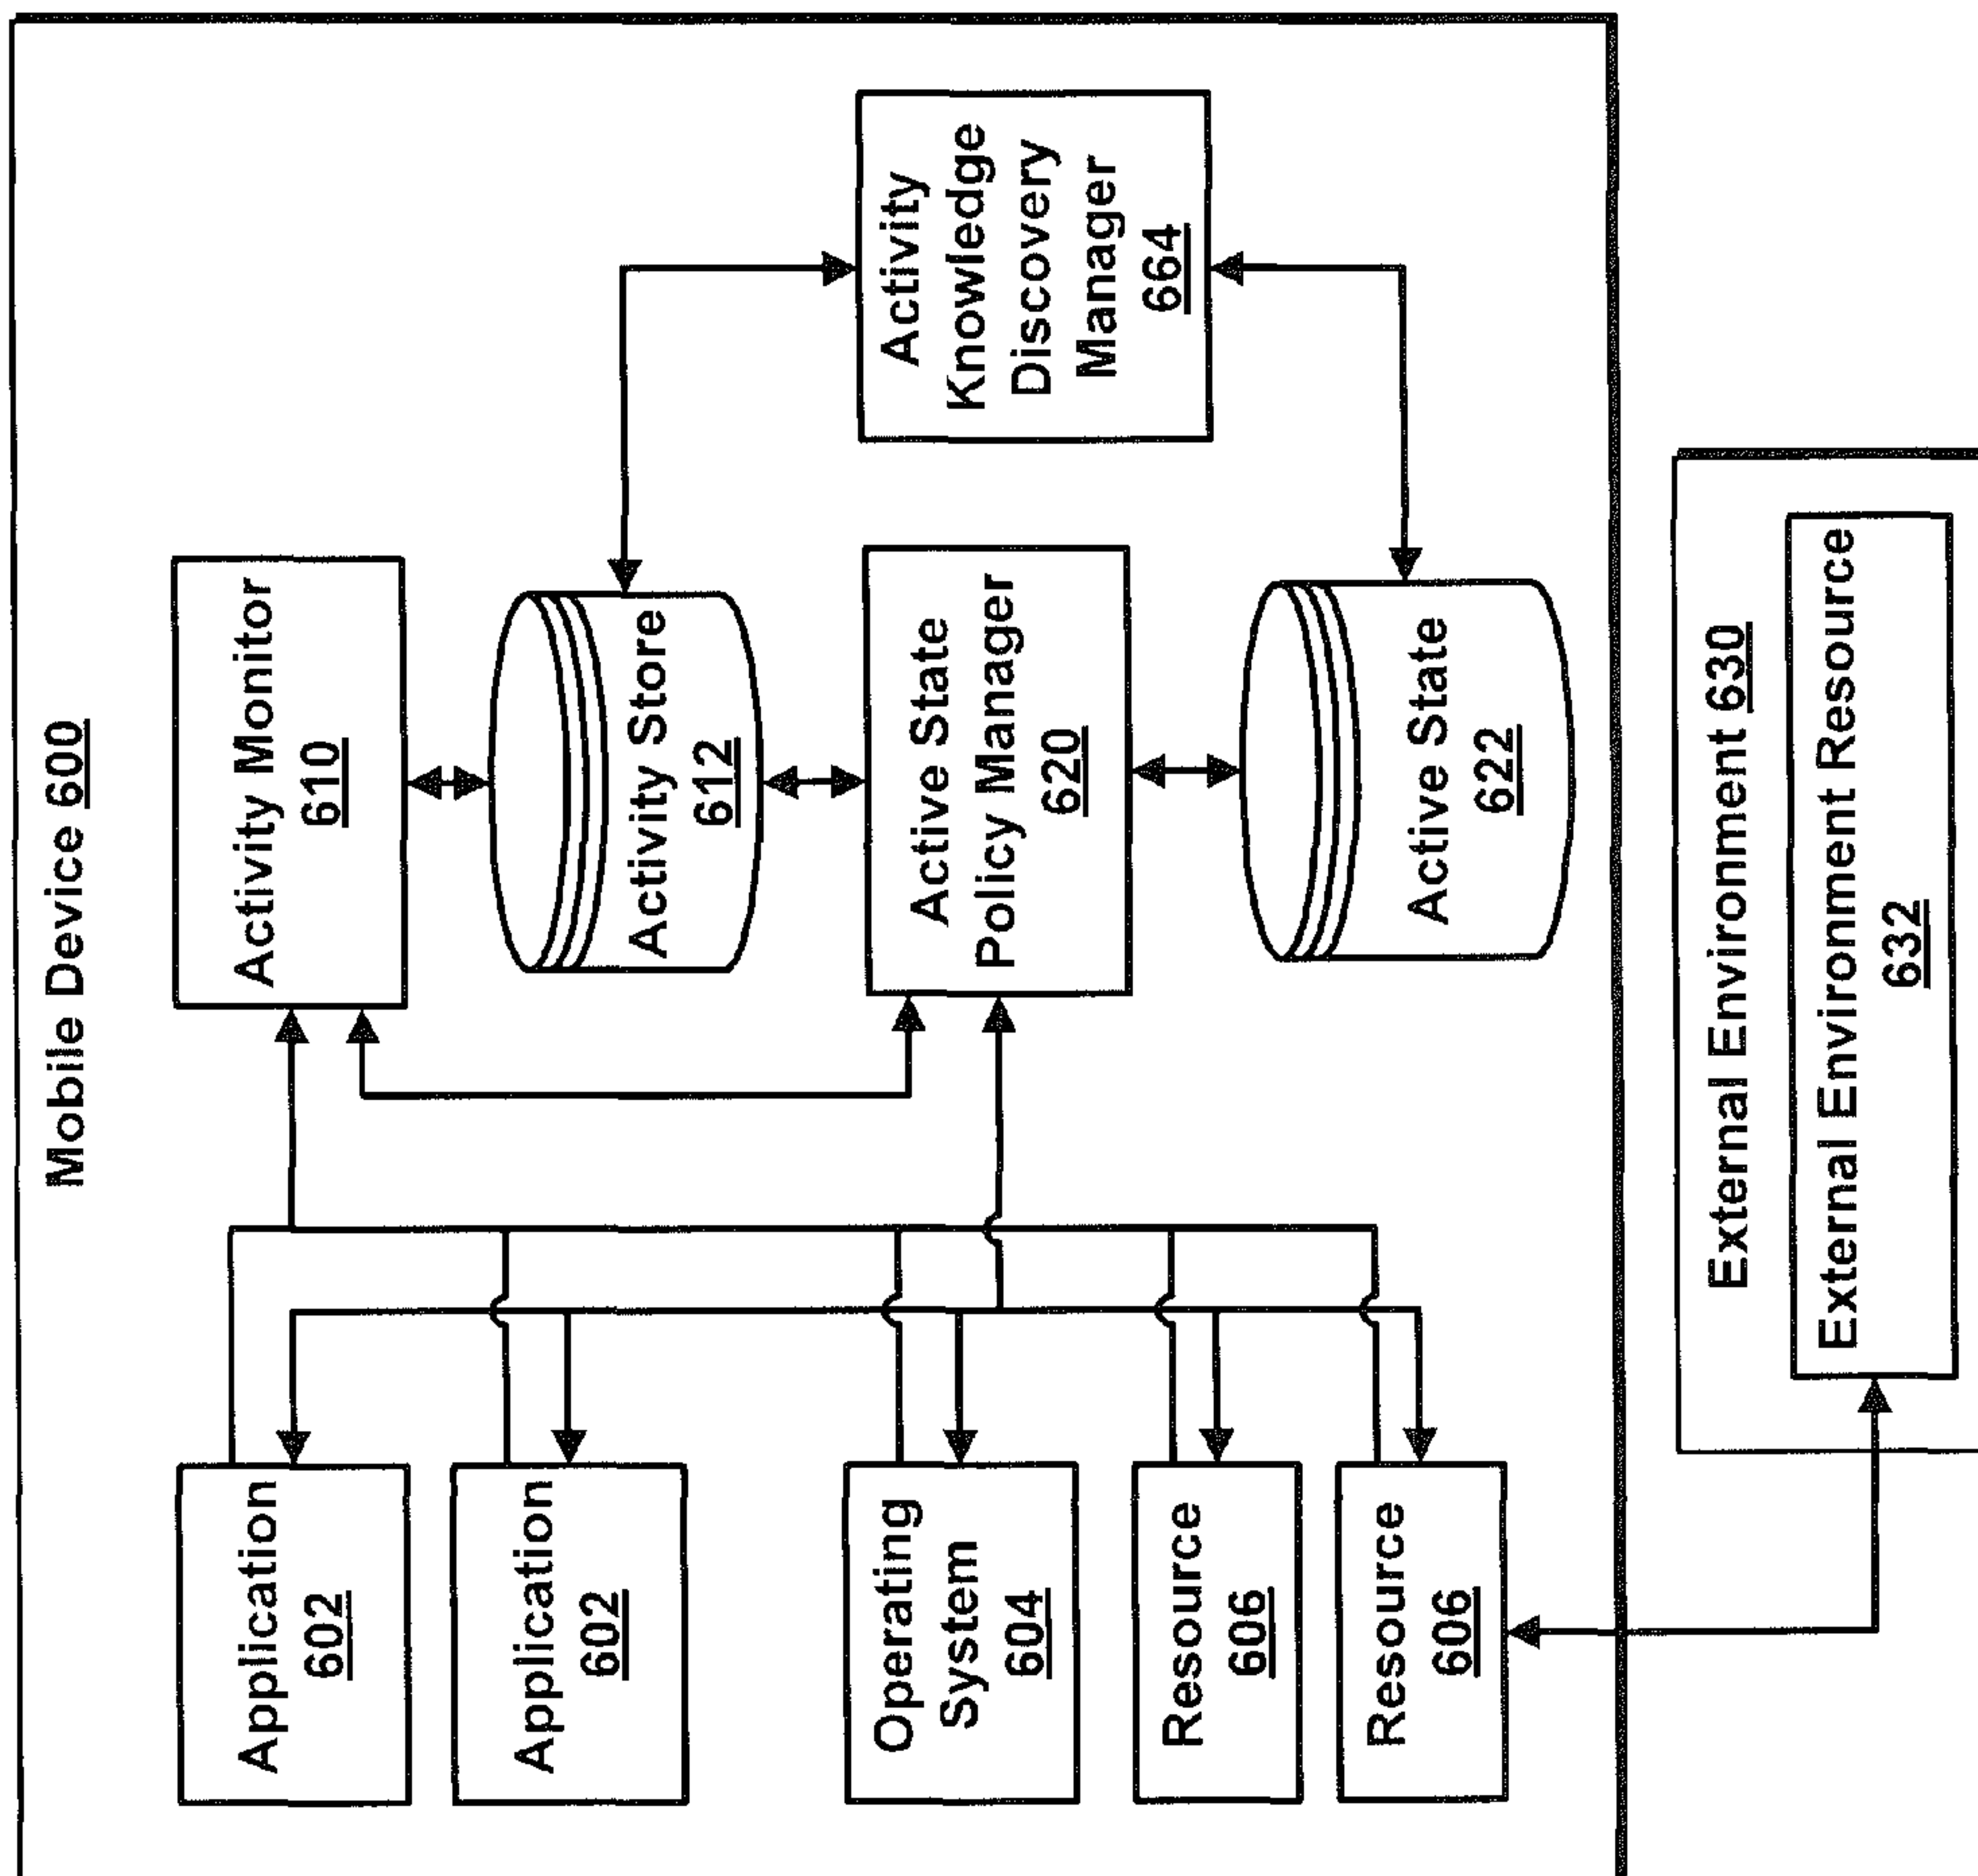 Mobile Device 600
Application
602
Application
602
Operating
System
604
Resource
606
Resource
606
Activity Monitor
610
Activity Store
612
Active State
Policy Manager
620
Active State
622
Activity
Knowledge
Discovery
Manager
664
External Environment 630
External Environment Resource
632